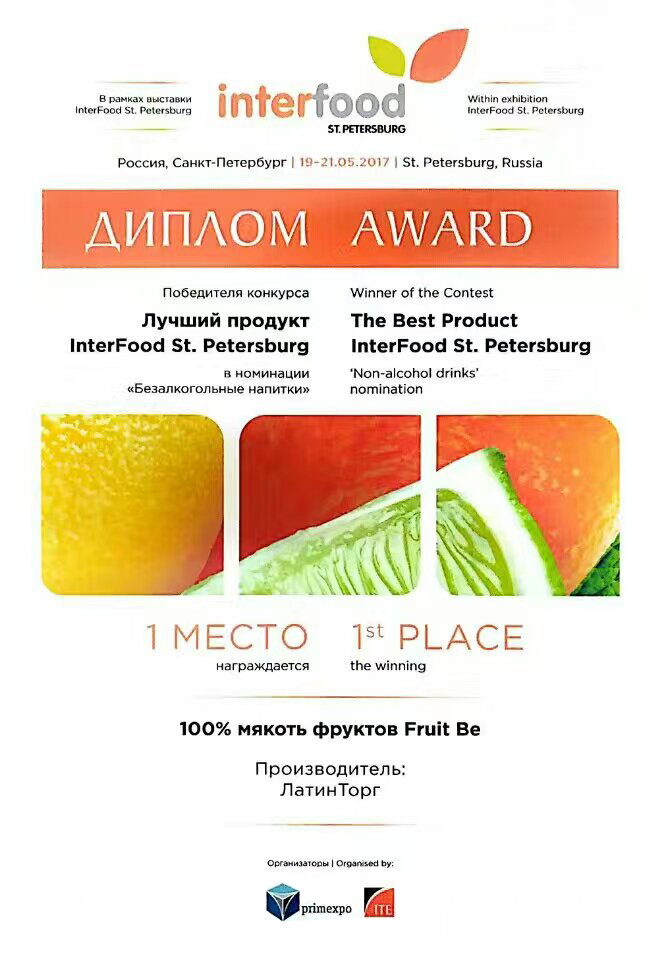 В рамках выставки
InterFood St. Petersburg
interfood
ST. PETERSBURG
Within exhibition
InterFood St. Petersburg
Россия, Санкт-Петербург | 19-21.05.2017 | St. Petersburg, Russia
ДИПЛОМ AWARD
Победителя конкурса
Лучший продукт
InterFood St. Petersburg
в номинации
«Безалкогольные напитки»
Winner of the Contest
The Best Product
InterFood St. Petersburg
'Non-alcohol drinks'
nomination
1 МЕСТО
награждается
1st PLACE
the winning
100% мякоть фруктов Fruit Be
Производитель:
ЛатинТорг
Организаторы | Organised by:
primexpo
ITE